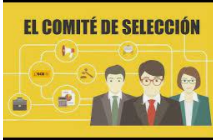 EL COMITÉ DE SELECCIÓN